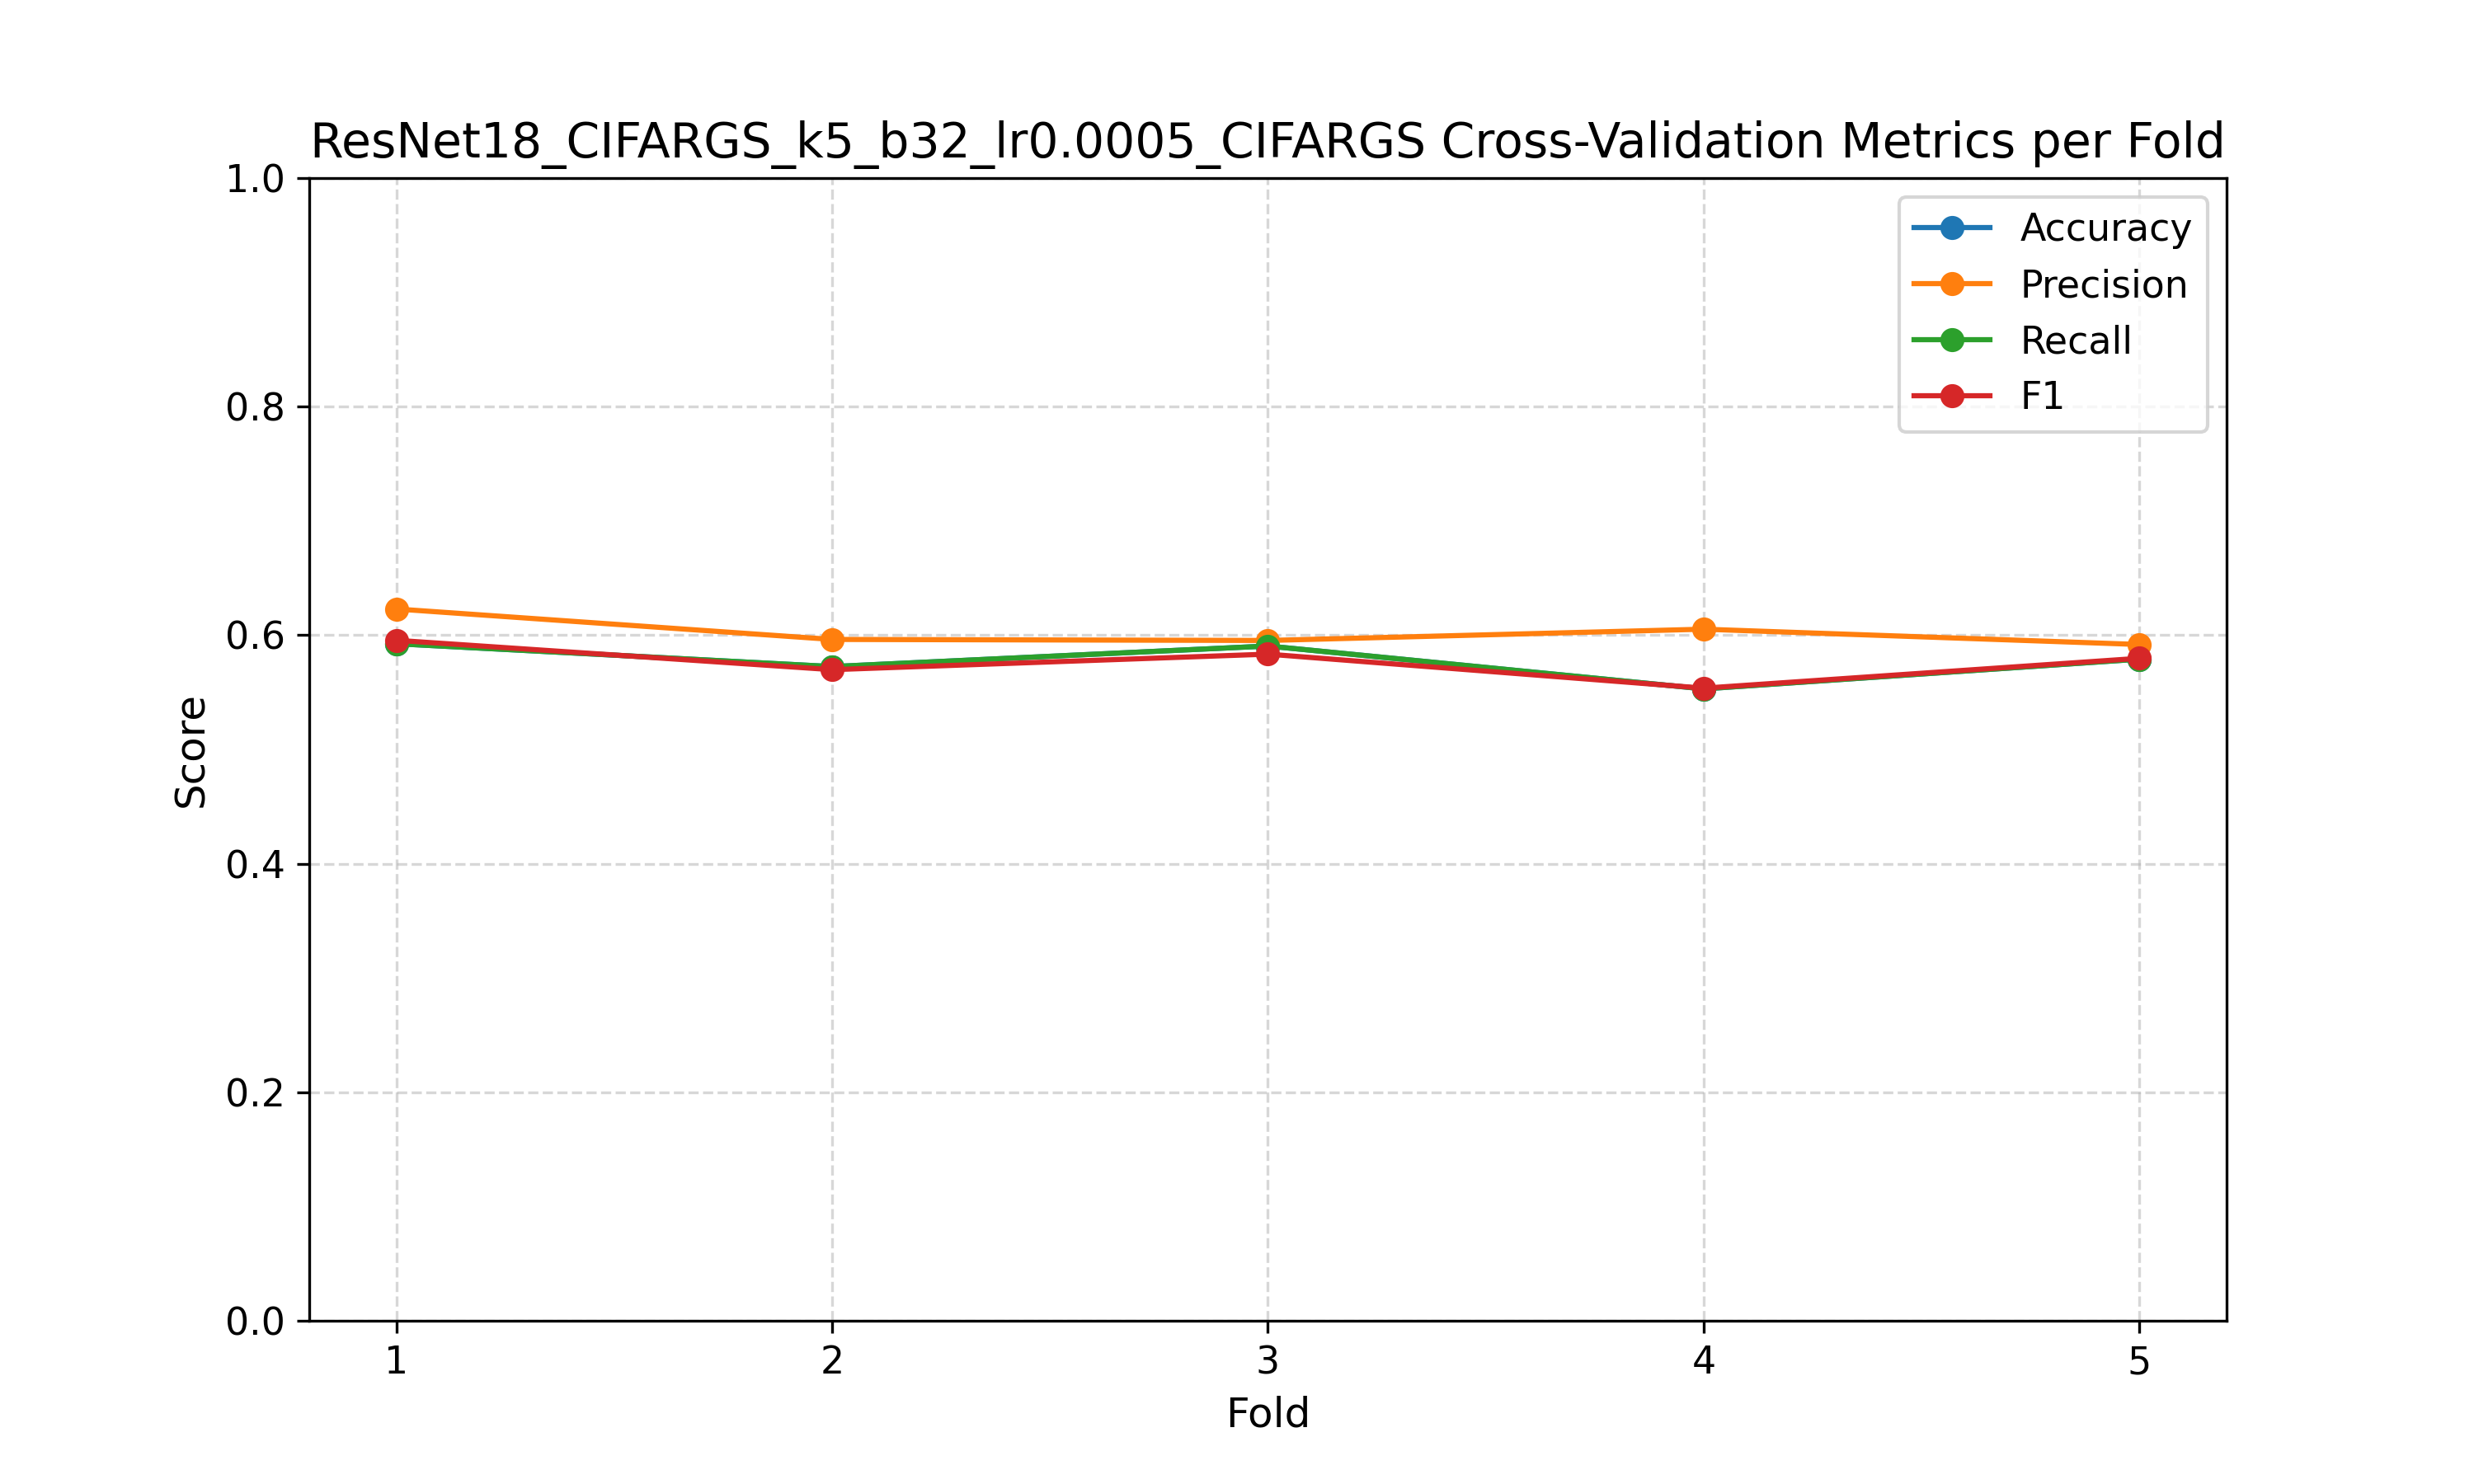 ResNet18_CIFARGS_k5_b32_lr0.0005_CIFARGS Cross-Validation Metrics per Fold
1.0
0.8
0.6
0.4
0.2
0.0
Score
Accuracy
Precision
Recall
F1
1 2 3 4 5
Fold